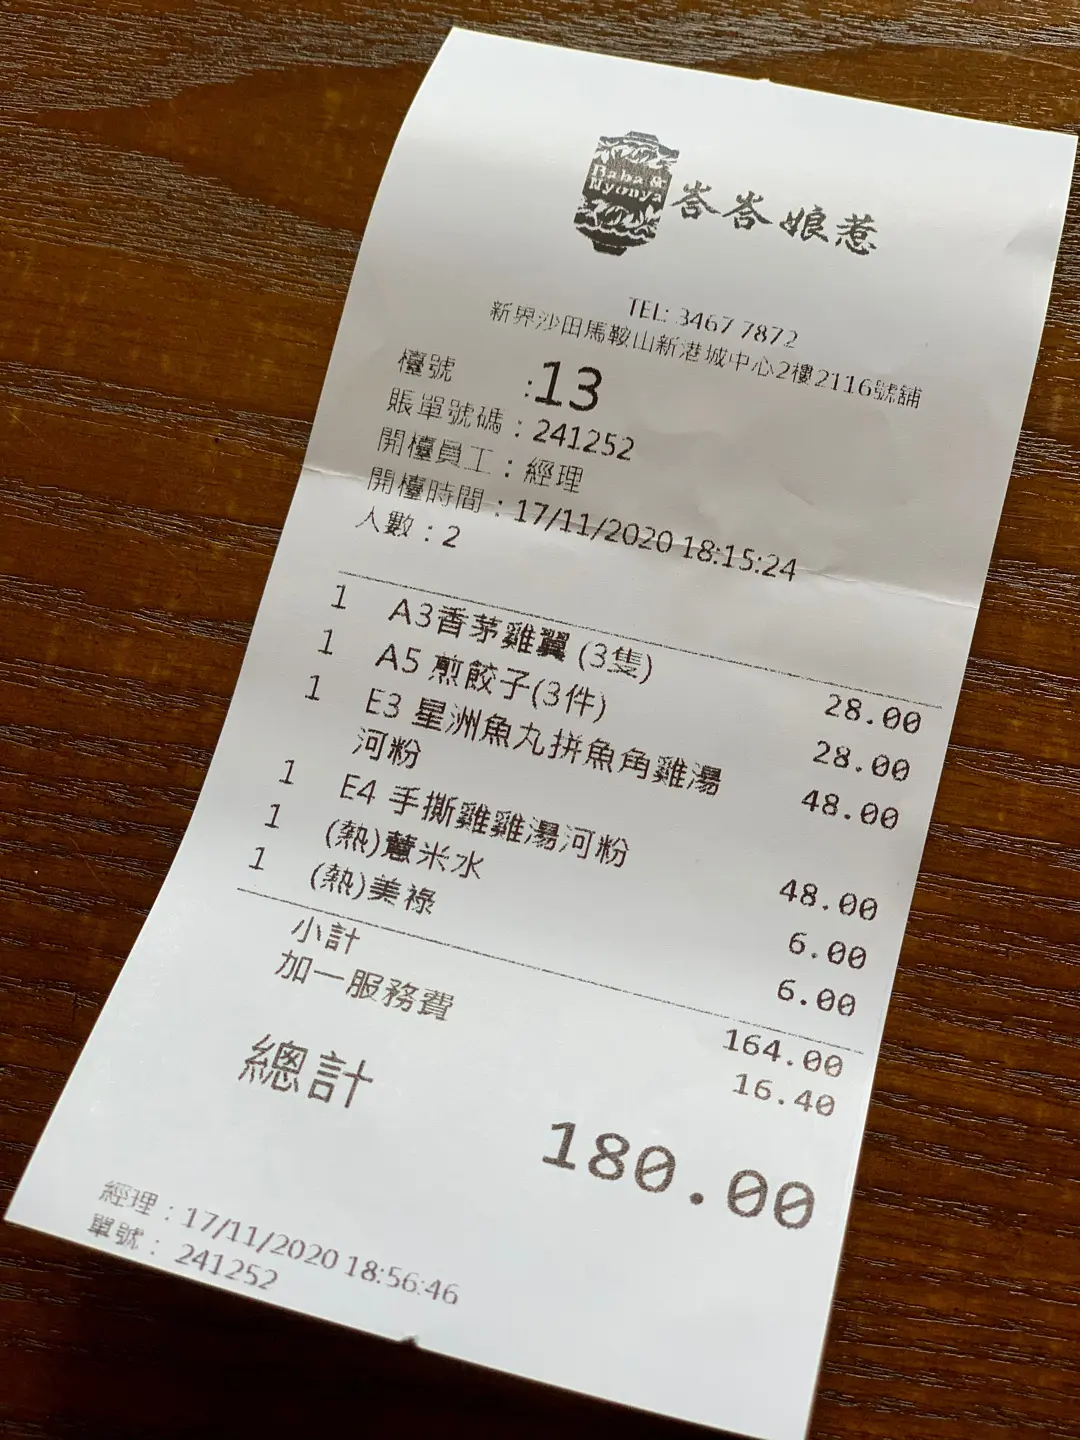 Baba &
Nyonya
峇峇娘惹
TEL: 3467 7872
新界沙田馬鞍山新港城中心2樓2116號舖
檯號 :13
賬單號碼：241252
開檯員工：經理
開檯時間：17/11/2020 18:15:24
人數：2
1 A3香茅雞翼 (3隻) 28.00
1 A5 煎餃子(3件) 28.00
1 E3 星洲魚丸拼魚角雞湯 48.00
河粉
1 E4 手撕雞雞湯河粉 48.00
1 (熱)薏米水 6.00
1 (熱)美祿 6.00
小計 164.00
加一服務費 16.40
總計 180.00
經理：17/11/2020 18:56:46
單號： 241252